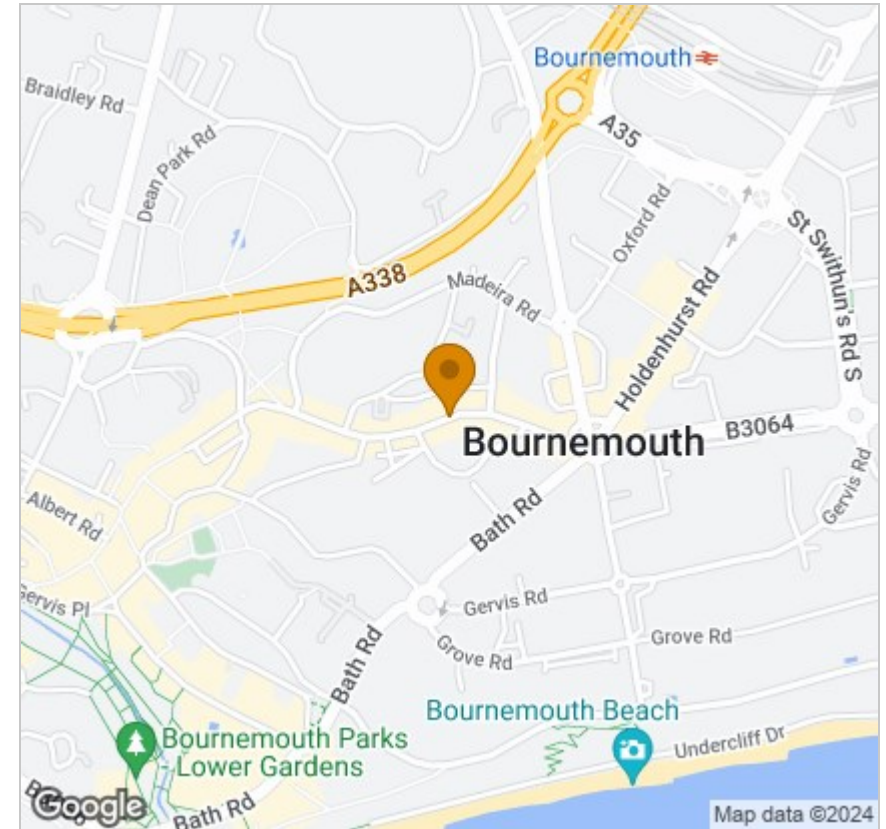 Bournemouth
Braidley Rd
Dean Park Rd
A35
Oxford Rd
St Swithun's Rd S
A338
Madeira Rd
Holdenhurst Rd
Bournemouth
B3064
Gervis Rd
Albert Rd
Bath Rd
Gervis Pl
Gervis Rd
Grove Rd
Grove Rd
Bath Rd
Bournemouth Beach
Bournemouth Parks
- Lower Gardens
Undercliff Dr
Bath Rd
Google
Map data ©2024